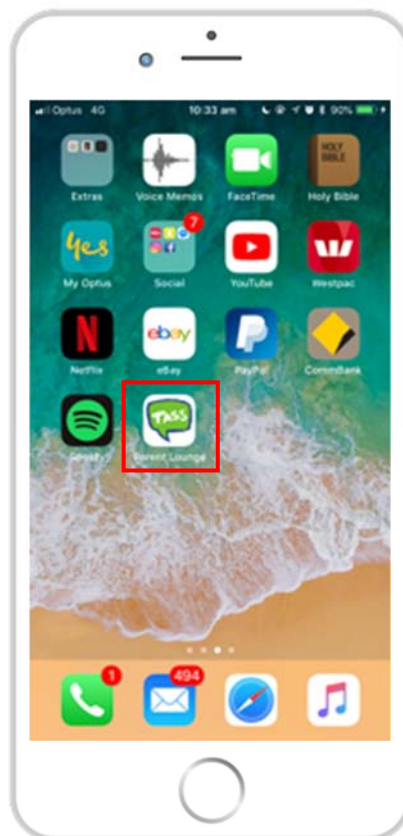 Optus 4G 10:33 am 90%
HOLY
BIBLE
Extras Voice Memos FaceTime Holy Bible
yes
7
My Optus Social YouTube Westpac
N ebay
Netflix eBay PayPal CommBank
TASS
Spotify Parent Lounge
1 494